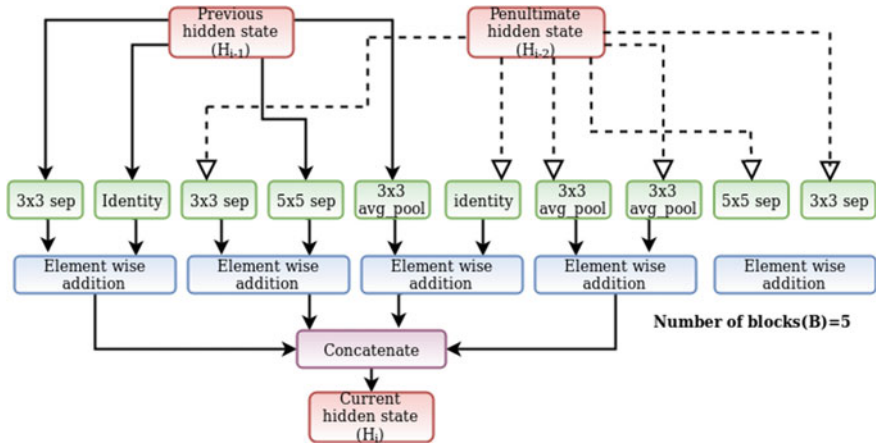 Previous
hidden state
(Hi-1)
Penultimate
hidden state
(Hi-2)
3x3 sep
Identity
3x3 sep
5x5 sep
3x3
avg_pool
identity
3x3
avg_pool
3x3
avg_pool
5x5 sep
3x3 sep
Element wise
addition
Element wise
addition
Element wise
addition
Element wise
addition
Element wise
addition
Number of blocks(B)=5
Concatenate
Current
hidden state
(Hi)